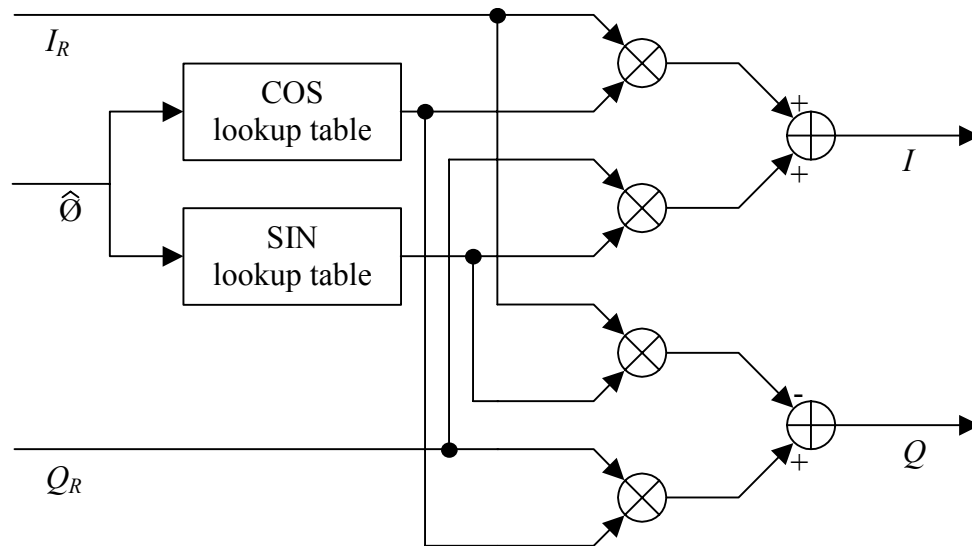 I_R
COS
lookup table
+
I
+
Ø̂
SIN
lookup table
-
Q
+
Q_R